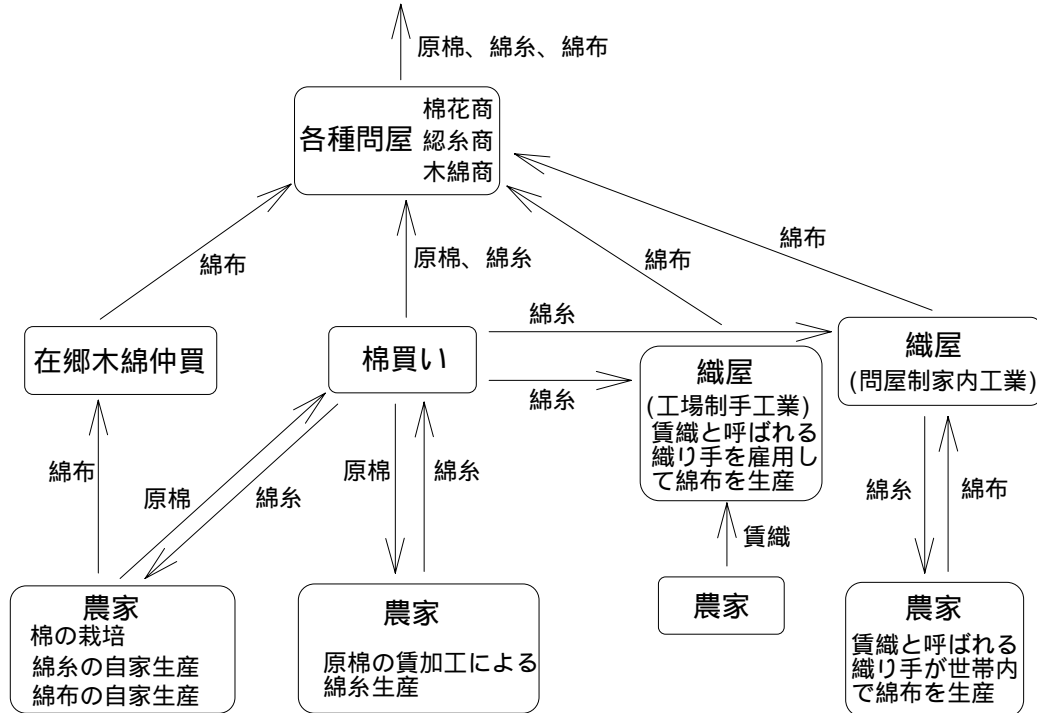 原棉、綿糸、綿布
棉花商
各種問屋
綛糸商
木綿商
綿布
原棉、綿糸
綿布
綿布
在郷木綿仲買
棉買い
綿糸
綿糸
織屋
(工場制手工業)
賃織と呼ばれる
織り手を雇用し
て綿布を生産
織屋
(問屋制家内工業)
綿布
原棉
綿糸
原棉
綿糸
賃織
綿糸
綿布
農家
棉の栽培
綿糸の自家生産
綿布の自家生産
農家
原棉の賃加工による
綿糸生産
農家
農家
賃織と呼ばれる
織り手が世帯内
で綿布を生産